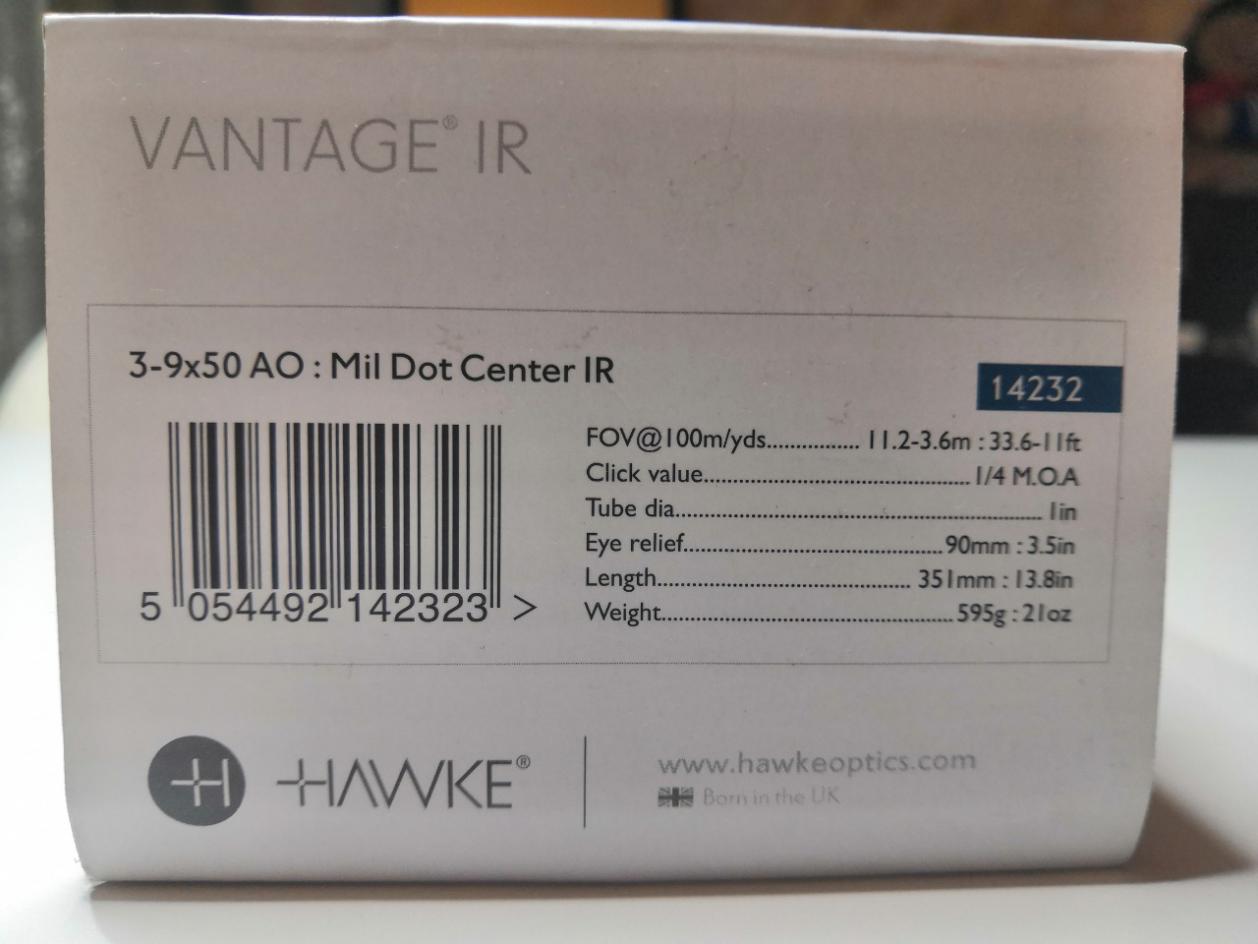 VANTAGE® IR
3-9x50 AO : Mil Dot Center IR
14232
FOV@100m/yds................ 11.2-3.6m : 33.6-11ft
Click value.............................................. 1/4 M.O.A
Tube dia................................................................ 1in
Eye relief............................................. 90mm : 3.5in
Length............................................ 351mm : 13.8in
Weight.................................................. 595g : 21oz
5 054492 142323 >
HAWKE®
www.hawkeoptics.com
Born in the UK